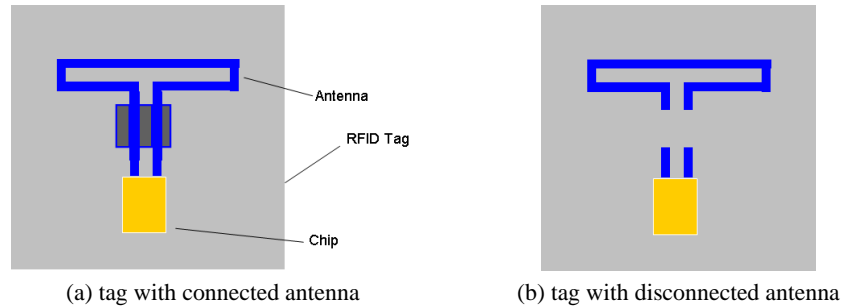 Antenna
RFID Tag
Chip
(a) tag with connected antenna
(b) tag with disconnected antenna